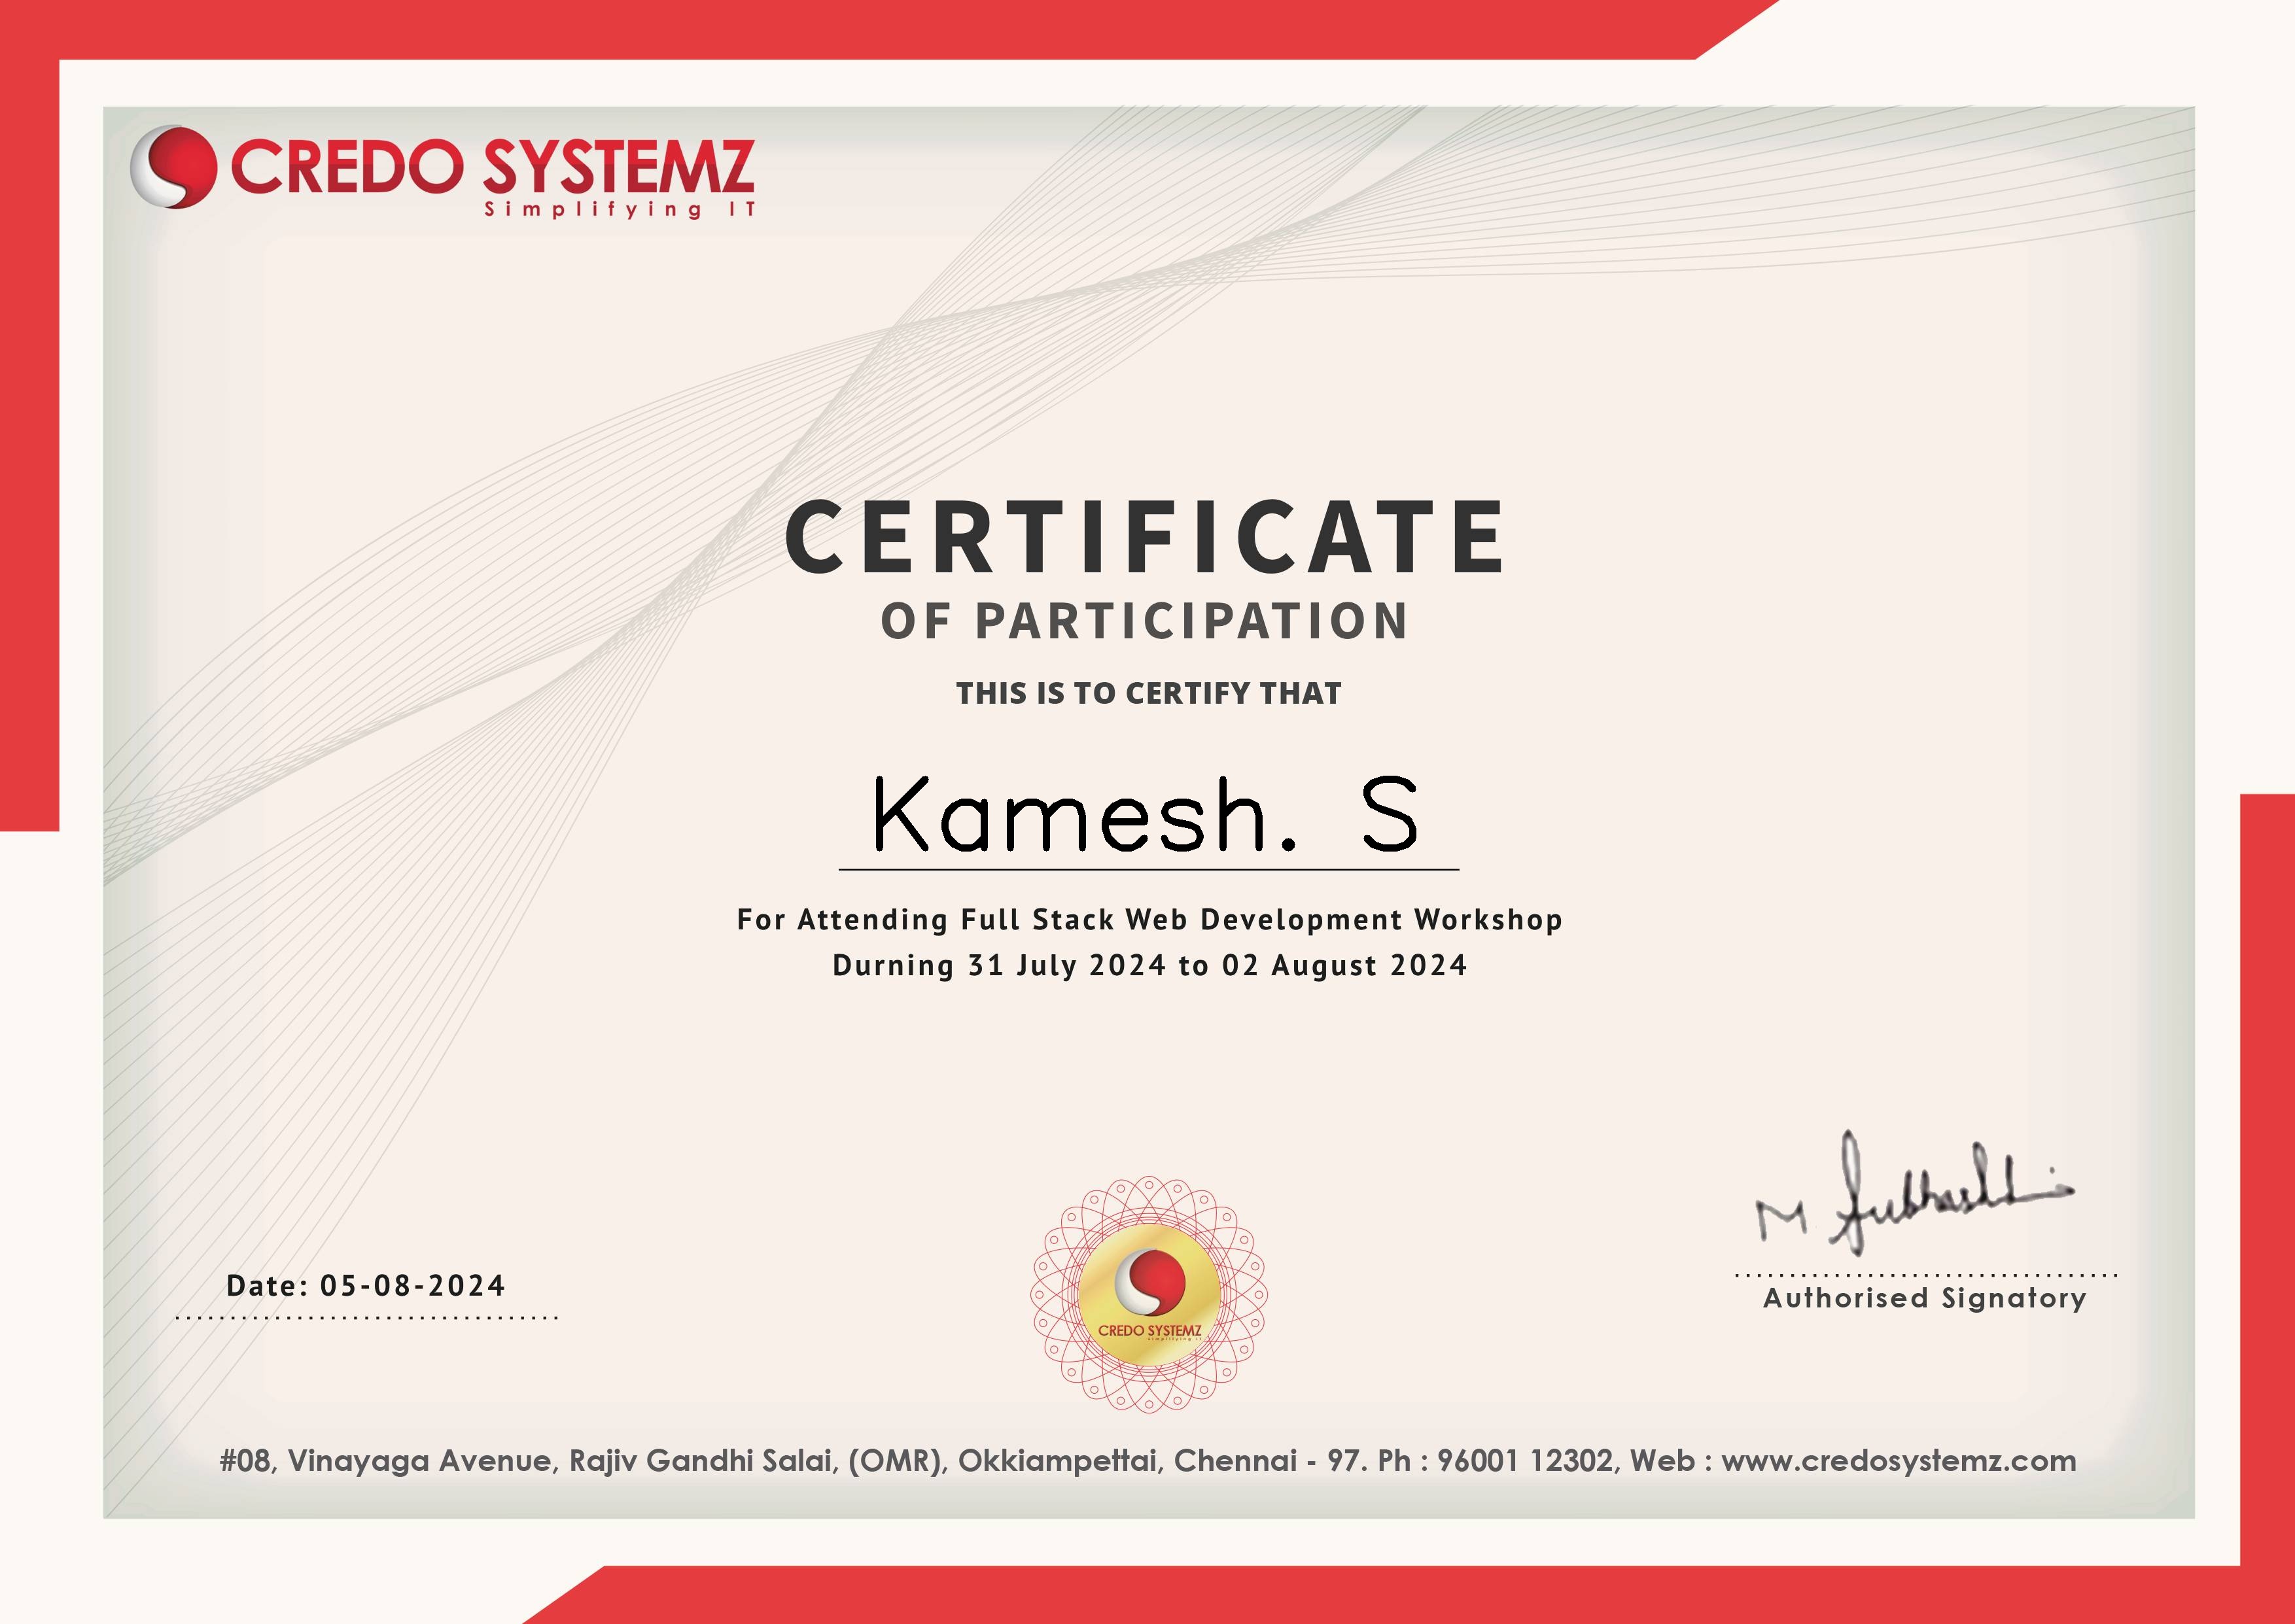 CREDO SYSTEMZ
Simplifying IT
CERTIFICATE
OF PARTICIPATION
THIS IS TO CERTIFY THAT
Kamesh. S
For Attending Full Stack Web Development Workshop
Durning 31 July 2024 to 02 August 2024
Date: 05-08-2024
Authorised Signatory
CREDO SYSTEMZ
Simplifying IT
#08, Vinayaga Avenue, Rajiv Gandhi Salai, (OMR), Okkiampettai, Chennai - 97. Ph : 96001 12302, Web : www.credosystemz.com